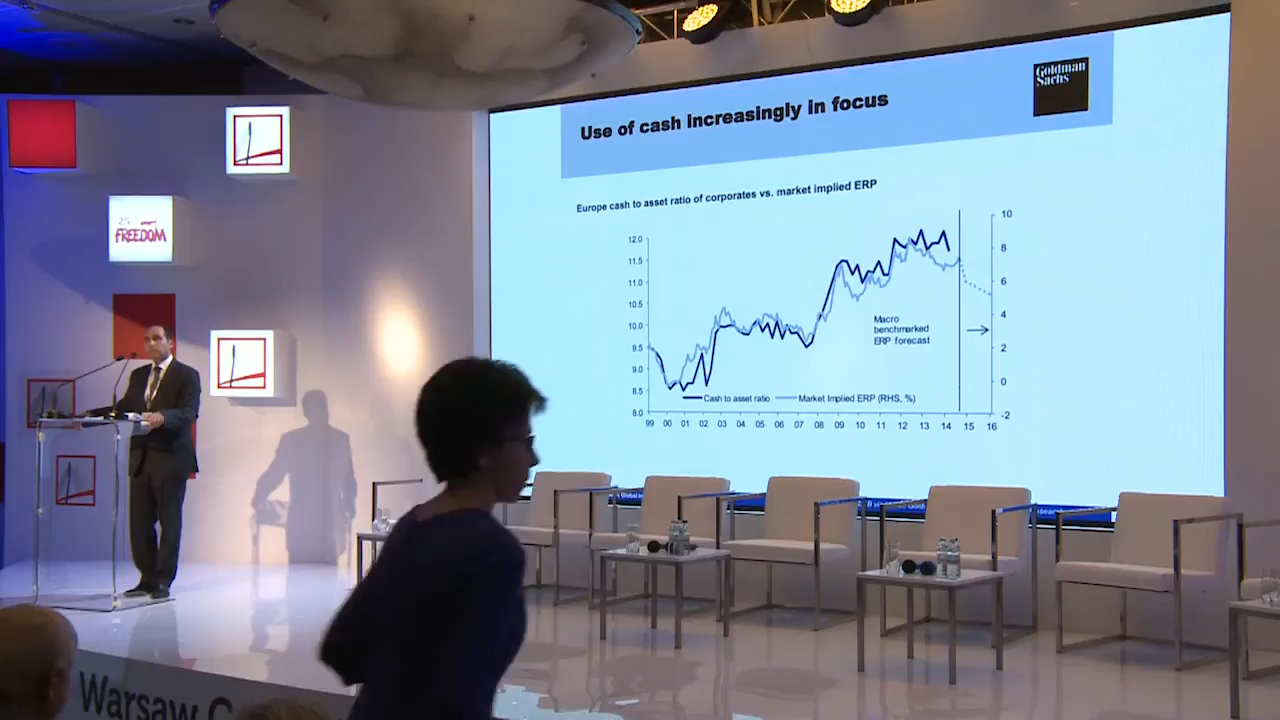 Goldman
Sachs
Use of cash increasingly in focus
Europe cash to asset ratio of corporates vs. market implied ERP
12.0
11.5
11.0
10.5
10.0
9.5
9.0
8.5
8.0
10
8
6
4
2
0
-2
Macro
benchmarked
ERP forecast
Cash to asset ratio
Market Implied ERP (RHS, %)
99 00 01 02 03 04 05 06 07 08 09 10 11 12 13 14 15 16
25
FREEDOM
Global
Warsaw